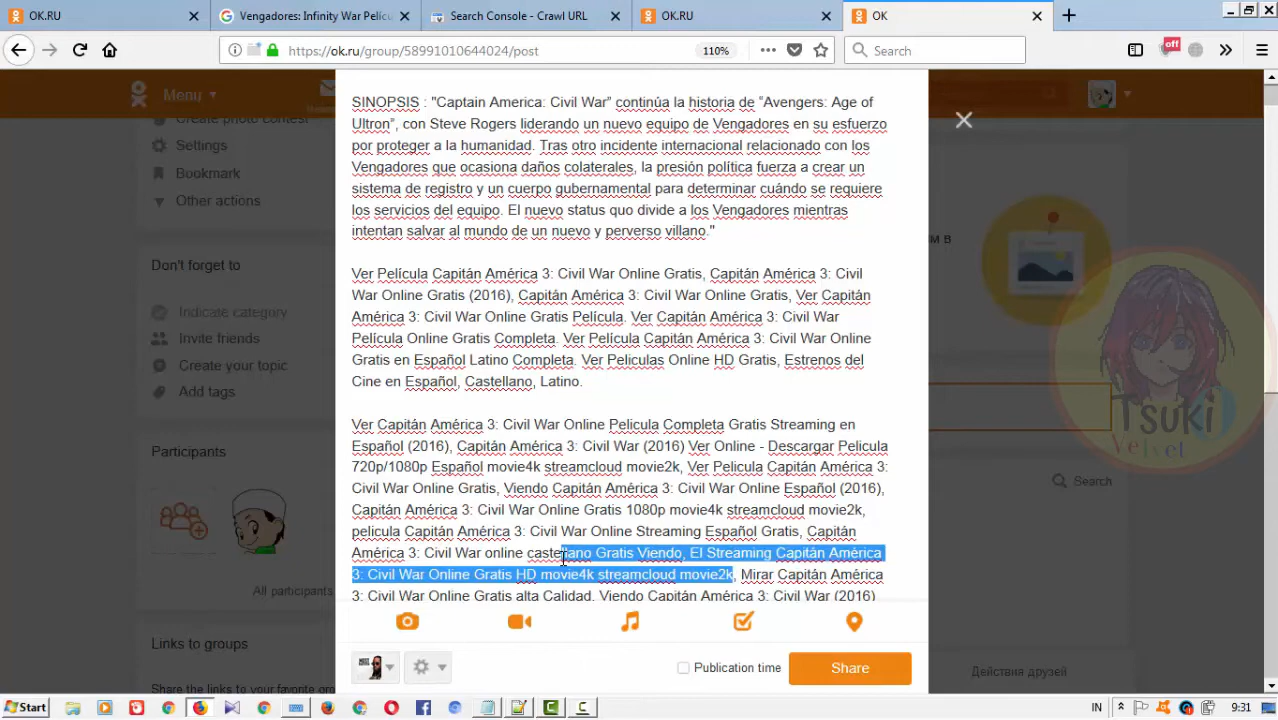 OK.RU
Vengadores: Infinity War Pelícu
Search Console - Crawl URL
OK.RU
OK
https://ok.ru/group/58991010644024/post
110%
Search
off
Menu
Create photo contest
Settings
Bookmark
Other actions
Don't forget to
Indicate category
Invite friends
Create your topic
Add tags
Participants
All participants
Links to groups
Share the links to your favorite
SINOPSIS : "Captain America: Civil War” continúa la historia de “Avengers: Age of
Ultron”, con Steve Rogers liderando un nuevo equipo de Vengadores en su esfuerzo
por proteger a la humanidad. Tras otro incidente internacional relacionado con los
Vengadores que ocasiona daños colaterales, la presión política fuerza a crear un
sistema de registro y un cuerpo gubernamental para determinar cuándo se requiere
los servicios del equipo. El nuevo status quo divide a los Vengadores mientras
intentan salvar al mundo de un nuevo y perverso villano."
Ver Película Capitán América 3: Civil War Online Gratis, Capitán América 3: Civil
War Online Gratis (2016), Capitán América 3: Civil War Online Gratis, Ver Capitán
América 3: Civil War Online Gratis Película. Ver Capitán América 3: Civil War
Película Online Gratis Completa. Ver Película Capitán América 3: Civil War Online
Gratis en Español Latino Completa. Ver Peliculas Online HD Gratis, Estrenos del
Cine en Español, Castellano, Latino.
Ver Capitán América 3: Civil War Online Pelicula Completa Gratis Streaming en
Español (2016), Capitán América 3: Civil War (2016) Ver Online - Descargar Pelicula
720p/1080p Español movie4k streamcloud movie2k, Ver Pelicula Capitán América 3:
Civil War Online Gratis, Viendo Capitán América 3: Civil War Online Español (2016),
Capitán América 3: Civil War Online Gratis 1080p movie4k streamcloud movie2k,
pelicula Capitán América 3: Civil War Online Streaming Español Gratis, Capitán
América 3: Civil War online castellano Gratis Viendo, El Streaming Capitán América
3: Civil War Online Gratis HD movie4k streamcloud movie2k, Mirar Capitán América
3: Civil War Online Gratis alta Calidad. Viendo Capitán América 3: Civil War (2016)
Publication time
Share
им в
Tsuki
velvet
Search
Действия друзей
Start
IN
9:31